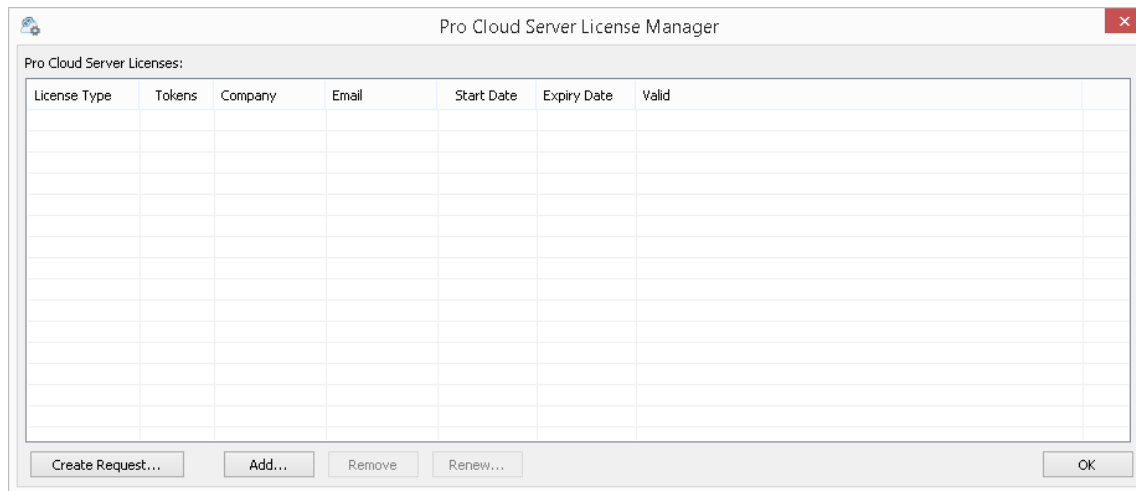 Pro Cloud Server License Manager
Pro Cloud Server Licenses:
License Type Tokens Company Email Start Date Expiry Date Valid
Create Request... Add... Remove Renew... OK